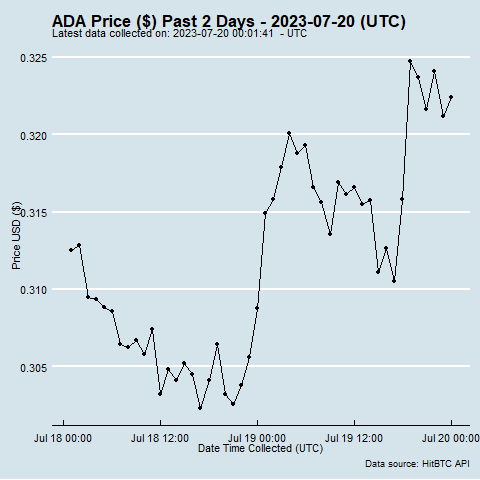 ADA Price ($) Past 2 Days - 2023-07-20 (UTC)
Latest data collected on: 2023-07-20 00:01:41 - UTC
0.325
0.320
0.315
0.310
0.305
Price USD ($)
Jul 18 00:00 Jul 18 12:00 Jul 19 00:00 Jul 19 12:00 Jul 20 00:00
Date Time Collected (UTC)
Data source: HitBTC API